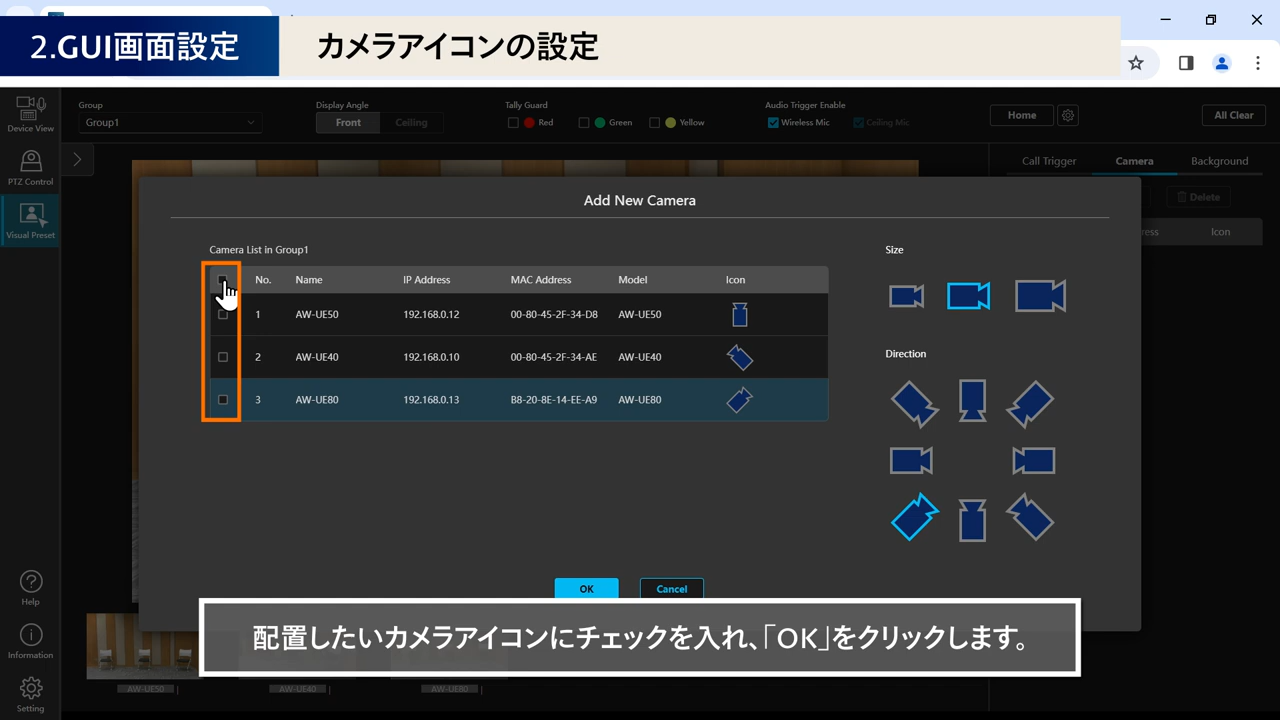 2.GUI画面設定
カメラアイコンの設定
Device View
PTZ Control
Visual Preset
Help
Information
Setting
Group
Group1
Display Angle
Front
Ceiling
Tally Guard
Red
Green
Yellow
Audio Trigger Enable
Wireless Mic
Ceiling Mic
Home
All Clear
Call Trigger
Camera
Background
Delete
ress
Icon
Add New Camera
Camera List in Group1
No. Name IP Address MAC Address Model Icon
1 AW-UE50 192.168.0.12 00-80-45-2F-34-D8 AW-UE50
2 AW-UE40 192.168.0.10 00-80-45-2F-34-AE AW-UE40
3 AW-UE80 192.168.0.13 B8-20-8E-14-EE-A9 AW-UE80
Size
Direction
OK
Cancel
配置したいカメラアイコンにチェックを入れ、「OK」をクリックします。
AW-UE50
AW-UE40
AW-UE80